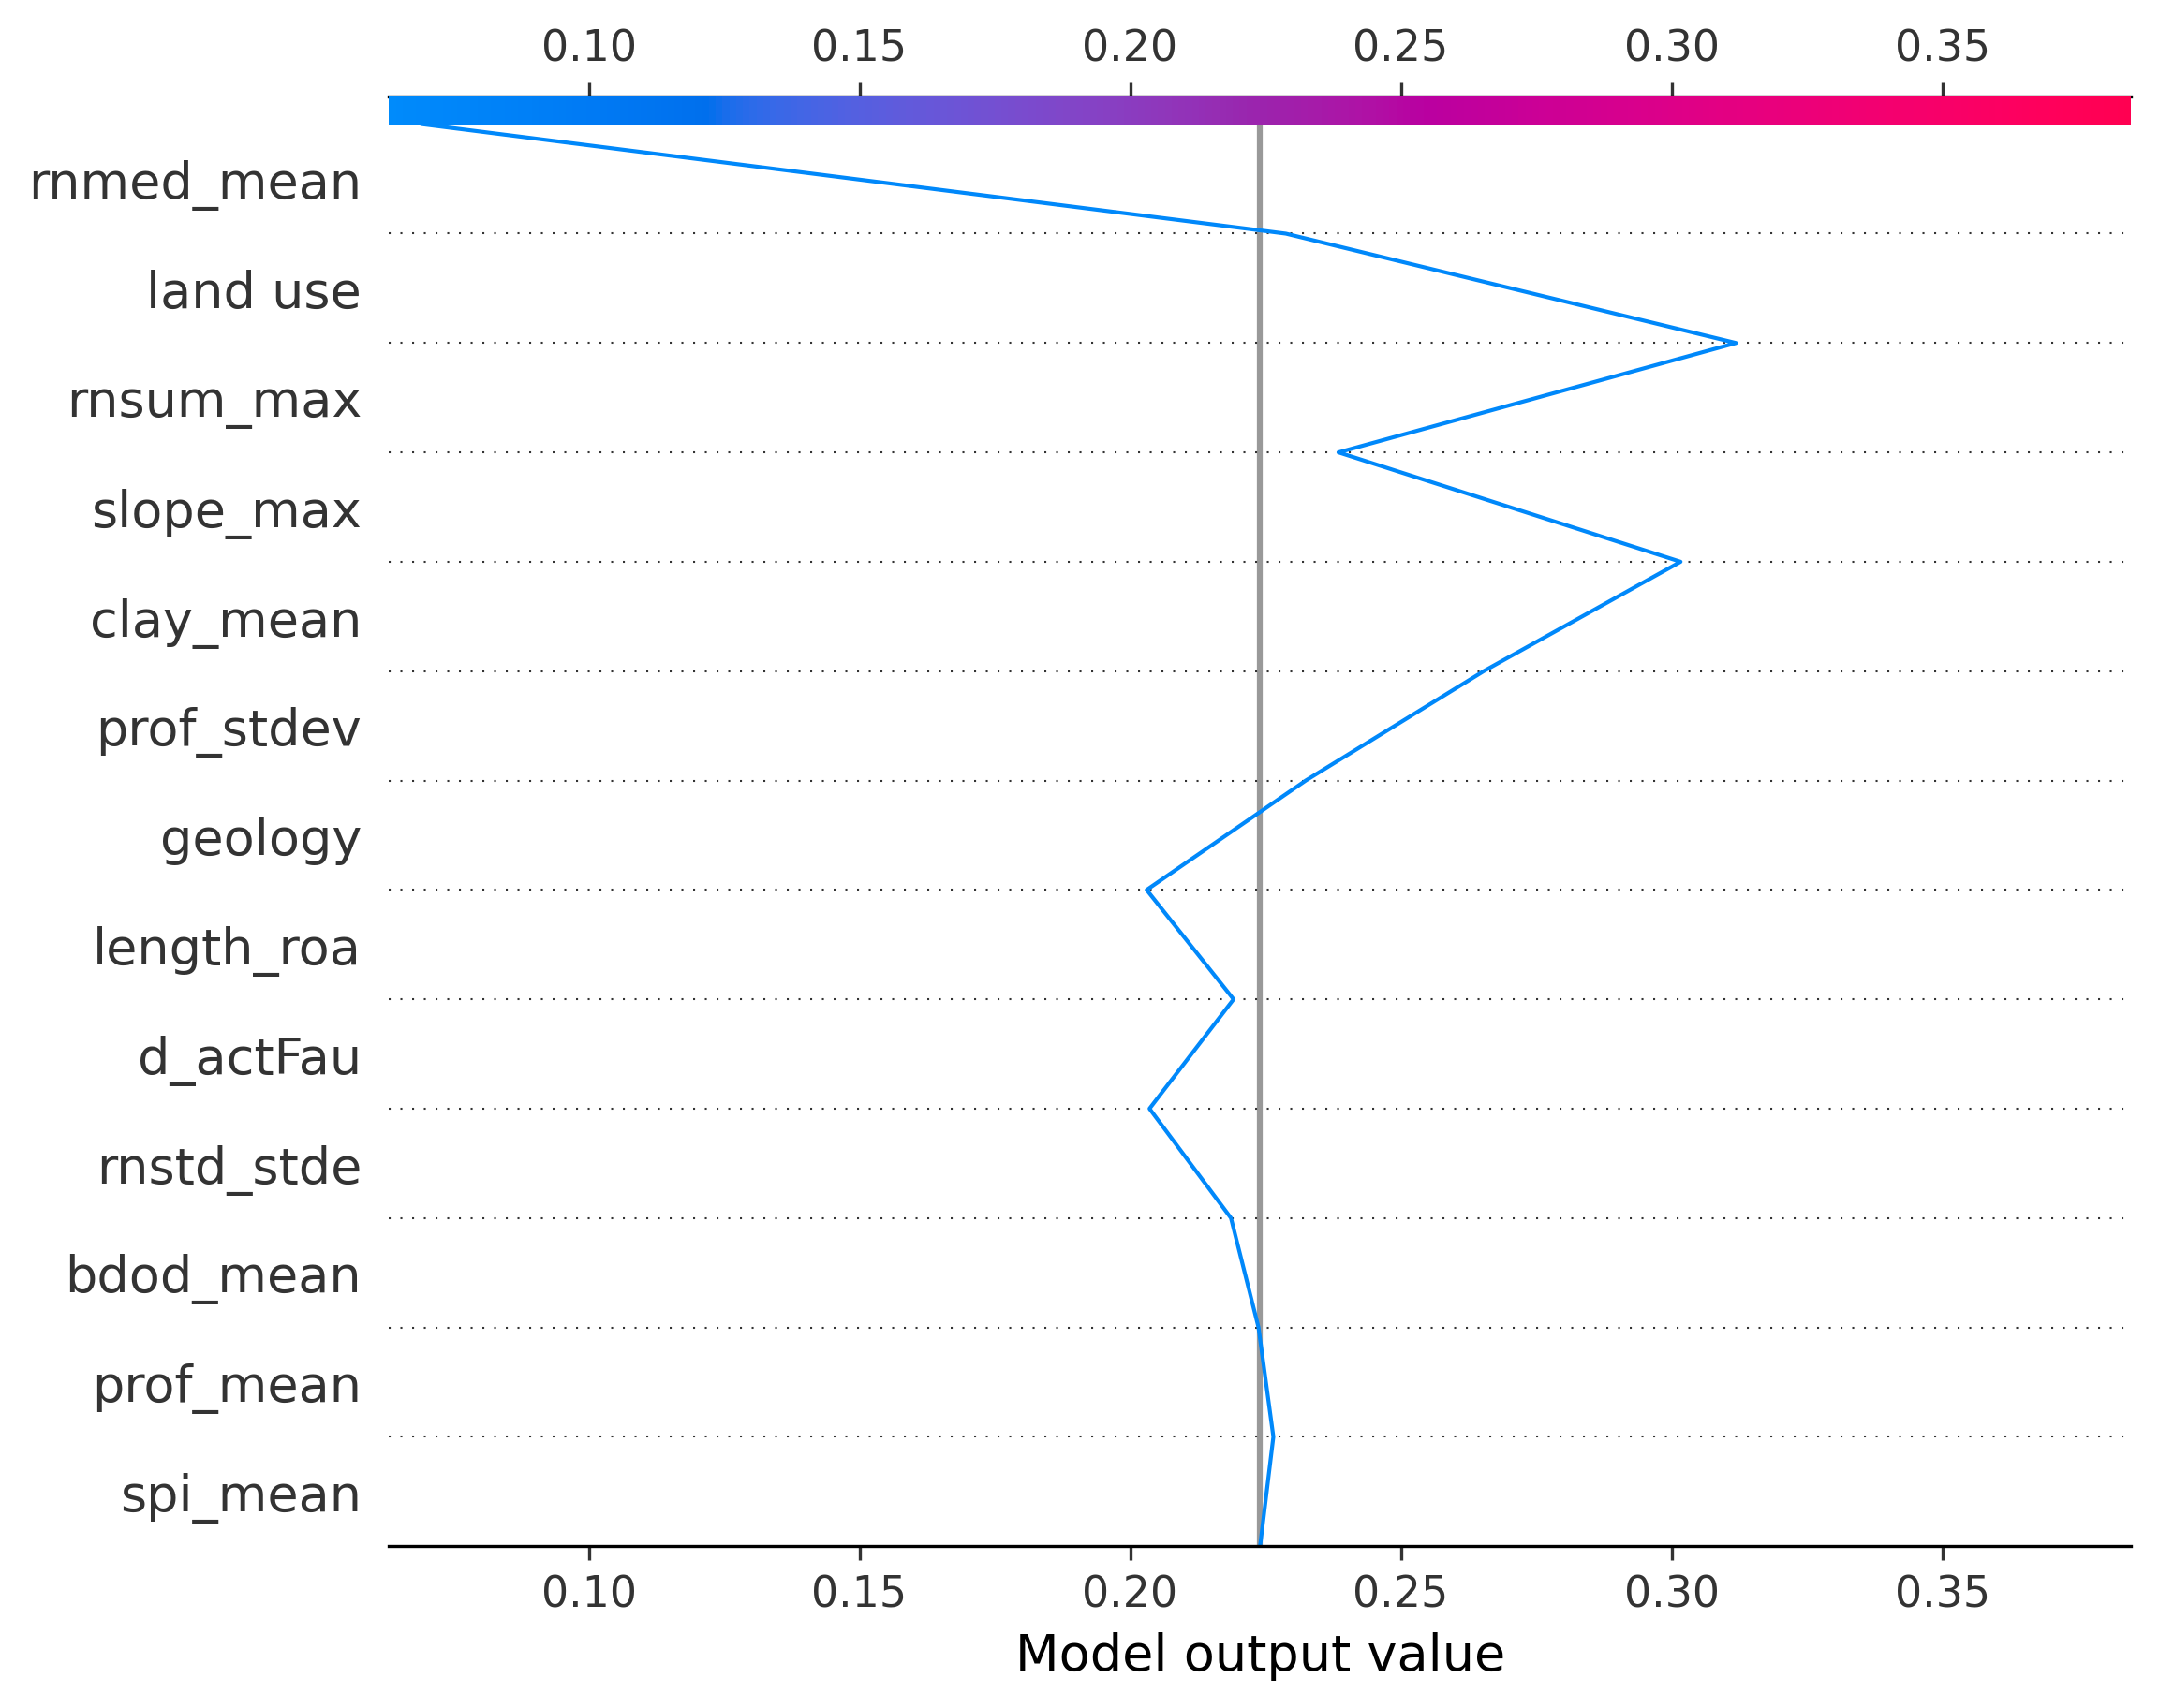 0.10 0.15 0.20 0.25 0.30 0.35
rnmed_mean
land use
rnsum_max
slope_max
clay_mean
prof_stdev
geology
length_roa
d_actFau
rnstd_stde
bdod_mean
prof_mean
spi_mean
0.10 0.15 0.20 0.25 0.30 0.35
Model output value